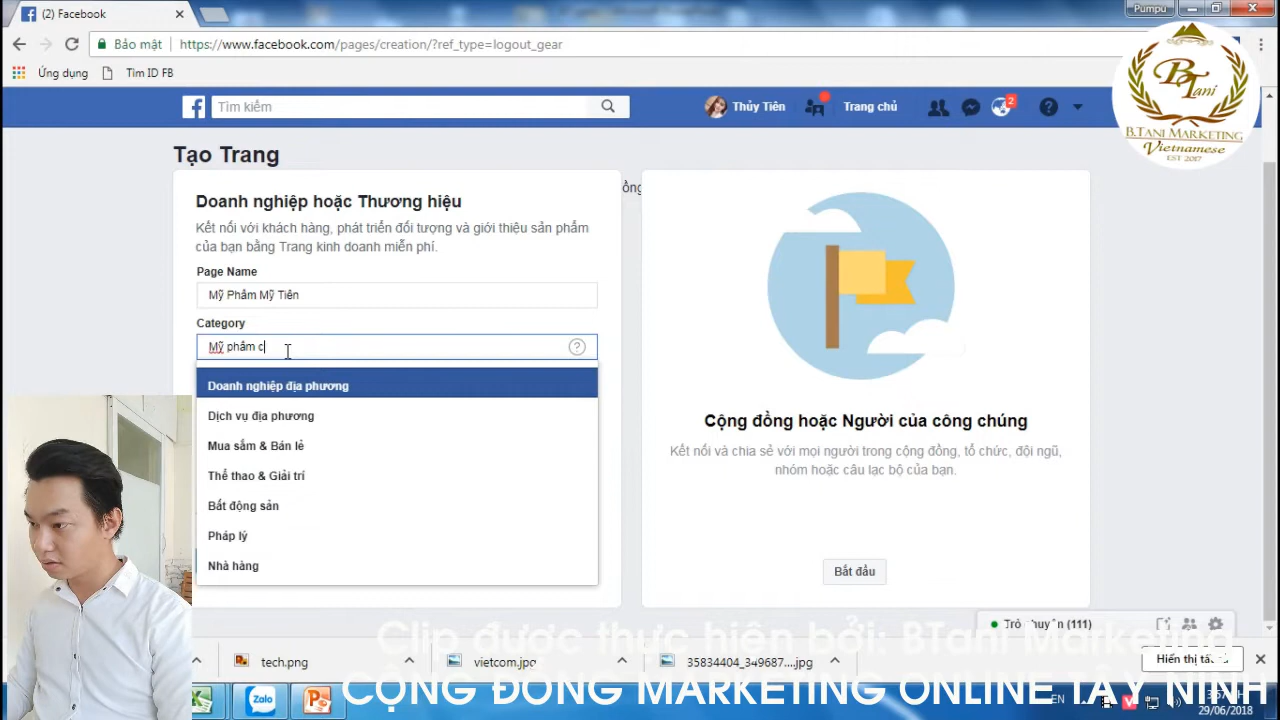 (2) Facebook
Pumpu
Bảo mật
https://www.facebook.com/pages/creation/?ref_type=logout_gear
Ứng dụng
Tìm ID FB
B.TANI MARKETING
Vietnamese
EST 2017
Tìm kiếm
Thủy Tiên
Trang chủ
2
Tạo Trang
Doanh nghiệp hoặc Thương hiệu
Kết nối với khách hàng, phát triển đối tượng và giới thiệu sản phẩm
của bạn bằng Trang kinh doanh miễn phí.
Page Name
Mỹ Phẩm Mỹ Tiên
Category
Mỹ phẩm c
Doanh nghiệp địa phương
Dịch vụ địa phương
Mua sắm & Bán lẻ
Thể thao & Giải trí
Bất động sản
Pháp lý
Nhà hàng
Cộng đồng hoặc Người của công chúng
Kết nối và chia sẻ với mọi người trong cộng đồng, tổ chức, đội ngũ,
nhóm hoặc câu lạc bộ của bạn.
Bắt đầu
(111)
Clip được thực hiện bởi: BTani Marketing
tech.png
vietcom.jpg
35834404_349687....jpg
Hiển thị
CỘNG ĐỒNG MARKETING ONLINE TÂY NINH
Zalo
EN
29/06/2018